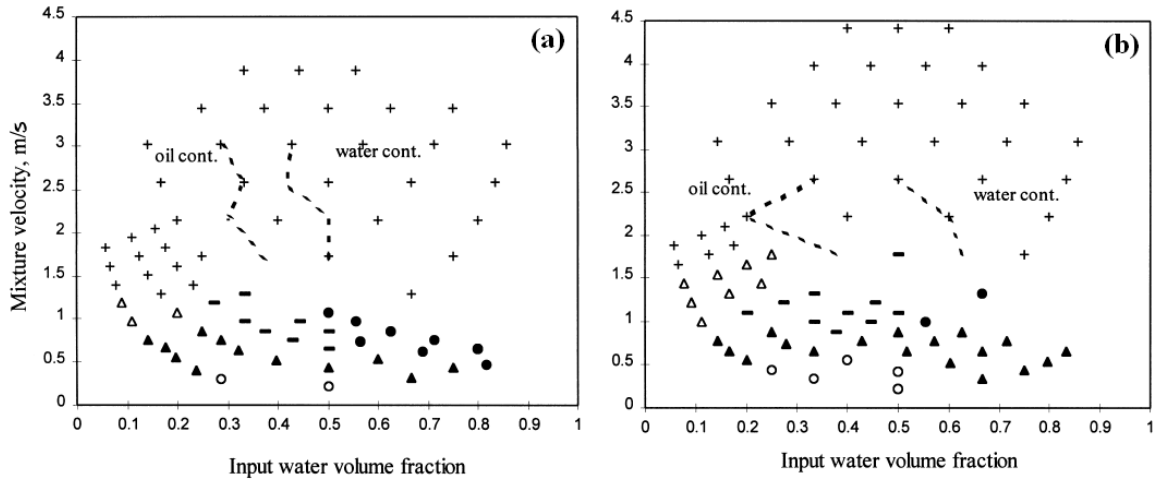 (a)
4.5
4
3.5
3
2.5
2
1.5
1
0.5
0
Mixture velocity, m/s
oil cont.
water cont.
0 0.1 0.2 0.3 0.4 0.5 0.6 0.7 0.8 0.9 1
Input water volume fraction
(b)
4.5
4
3.5
3
2.5
2
1.5
1
0.5
0
oil cont.
water cont.
0 0.1 0.2 0.3 0.4 0.5 0.6 0.7 0.8 0.9 1
Input water volume fraction